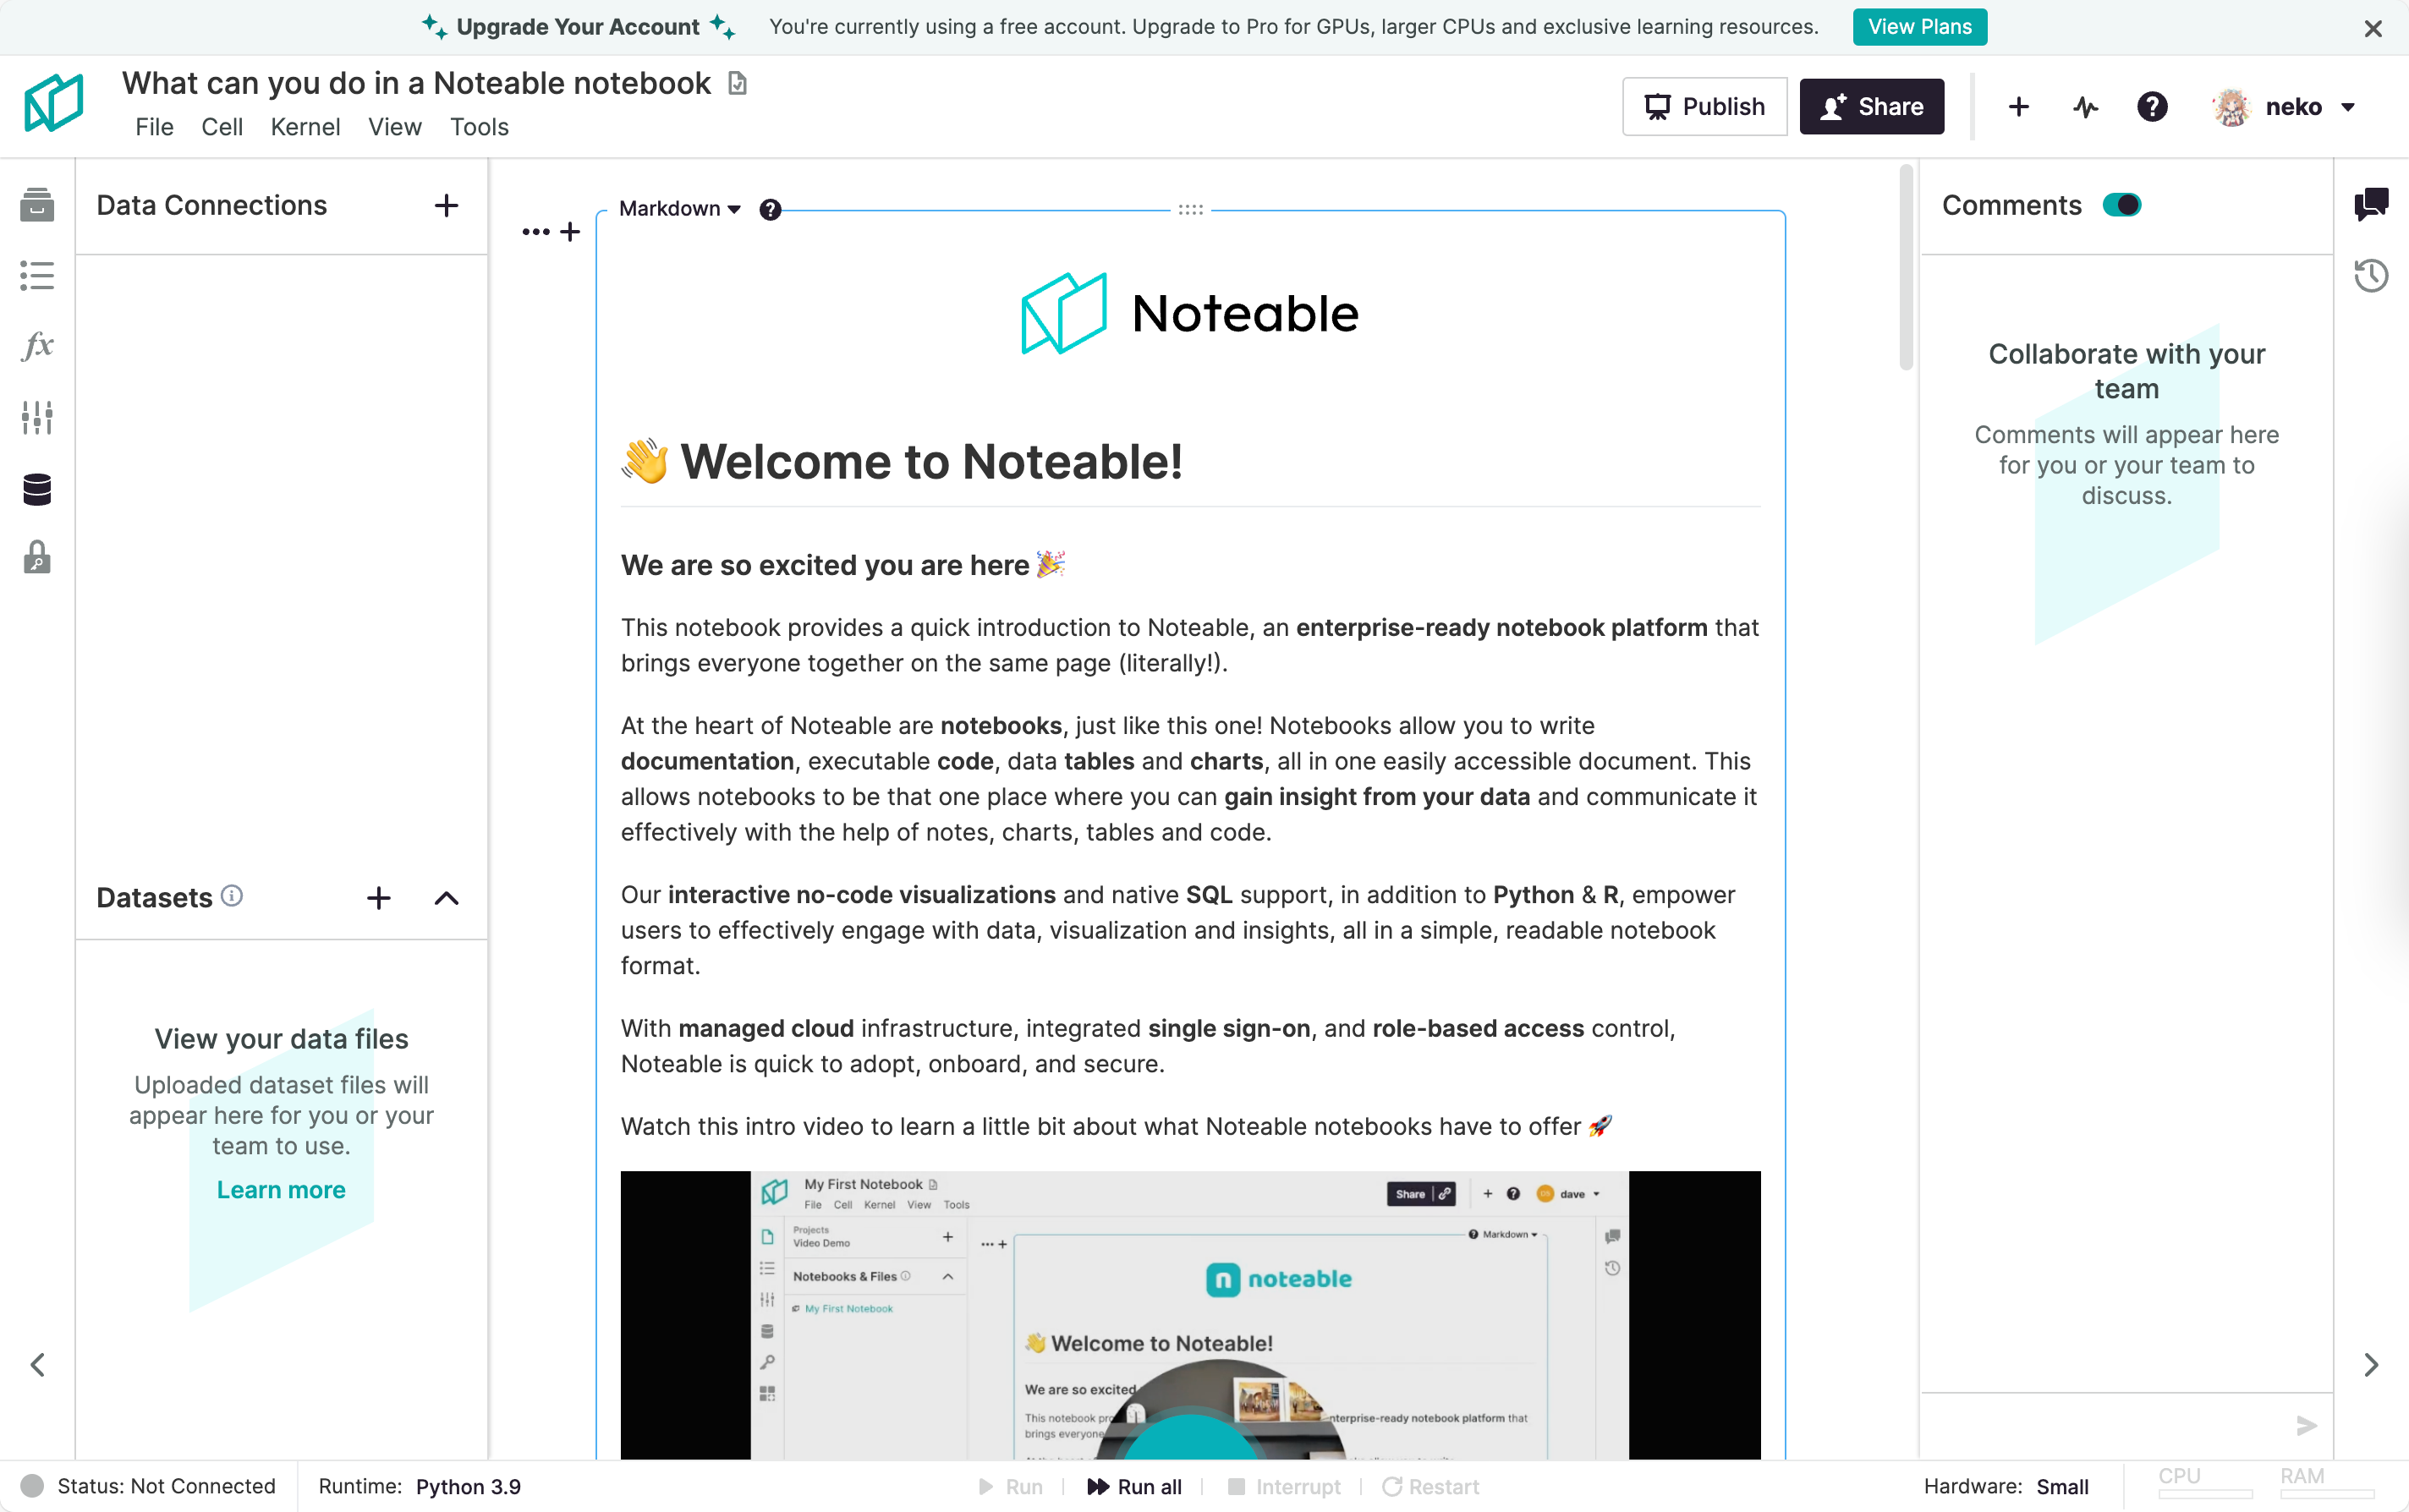 Upgrade Your Account
You're currently using a free account. Upgrade to Pro for GPUs, larger CPUs and exclusive learning resources.
View Plans
What can you do in a Noteable notebook
File Cell Kernel View Tools
Publish
Share
neko
Data Connections
Markdown
Comments
Noteable
Collaborate with your
team
Comments will appear here
for you or your team to
discuss.
👋 Welcome to Noteable!
We are so excited you are here 🎉
This notebook provides a quick introduction to Noteable, an enterprise-ready notebook platform that
brings everyone together on the same page (literally!).
At the heart of Noteable are notebooks, just like this one! Notebooks allow you to write
documentation, executable code, data tables and charts, all in one easily accessible document. This
allows notebooks to be that one place where you can gain insight from your data and communicate it
effectively with the help of notes, charts, tables and code.
Our interactive no-code visualizations and native SQL support, in addition to Python & R, empower
users to effectively engage with data, visualization and insights, all in a simple, readable notebook
format.
With managed cloud infrastructure, integrated single sign-on, and role-based access control,
Noteable is quick to adopt, onboard, and secure.
Watch this intro video to learn a little bit about what Noteable notebooks have to offer 🚀
Datasets
View your data files
Uploaded dataset files will
appear here for you or your
team to use.
Learn more
My First Notebook
File Cell Kernel View Tools
Share
dave
Projects
Video Demo
Markdown
Notebooks & Files
My First Notebook
noteable
👋 Welcome to Noteable!
We are so excited
This notebook
enterprise-ready notebook platform that
brings everyone
Status: Not Connected
Runtime: Python 3.9
Run
Run all
Interrupt
Restart
Hardware: Small
CPU
RAM